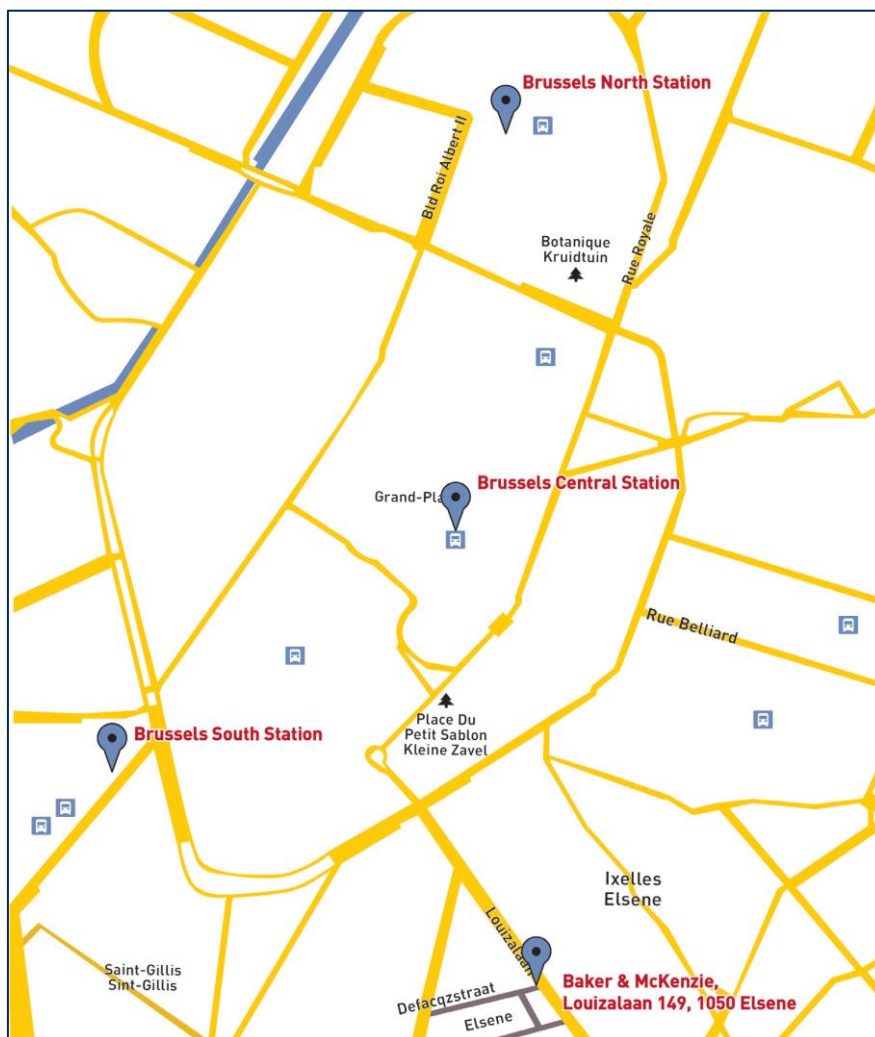 Brussels North Station
Bld Roi Albert II
Rue Royale
Botanique
Kruidtuin
Brussels Central Station
Grand-Pla
Rue Belliard
Place Du
Petit Sablon
Kleine Zavel
Brussels South Station
Ixelles
Elsene
Louizalaan
Saint-Gillis
Sint-Gillis
Baker & McKenzie,
Louizalaan 149, 1050 Elsene
Defacqzstraat
Elsene